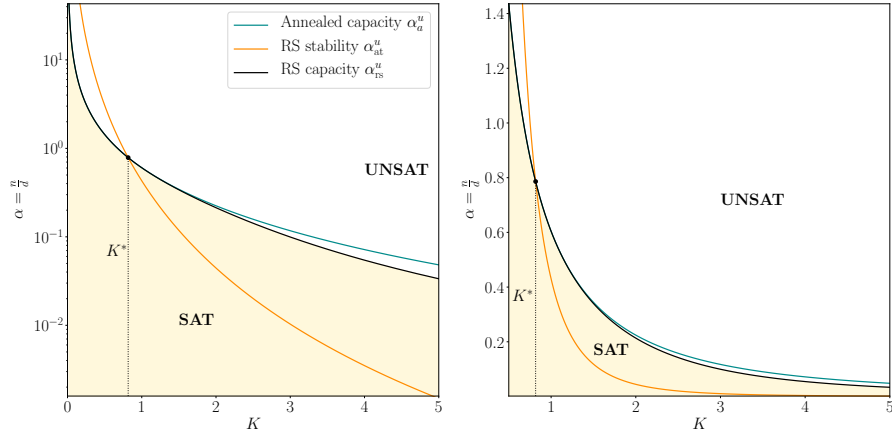 Annealed capacity α_a^u
RS stability α_at^u
RS capacity α_rs^u
10^1
10^0
10^{-1}
10^{-2}
α = n/d
UNSAT
K*
SAT
0
1
2
3
4
5
K
1.4
1.2
1.0
0.8
0.6
0.4
0.2
α = n/d
UNSAT
K*
SAT
1
2
3
4
5
K